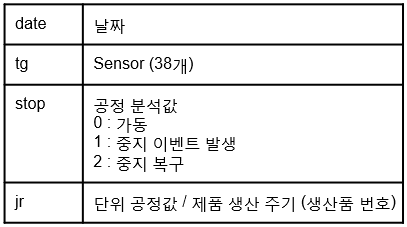 date 날짜
tg Sensor (38개)
stop 공정 분석값
0 : 가동
1 : 중지 이벤트 발생
2 : 중지 복구
jr 단위 공정값 / 제품 생산 주기 (생산품 번호)